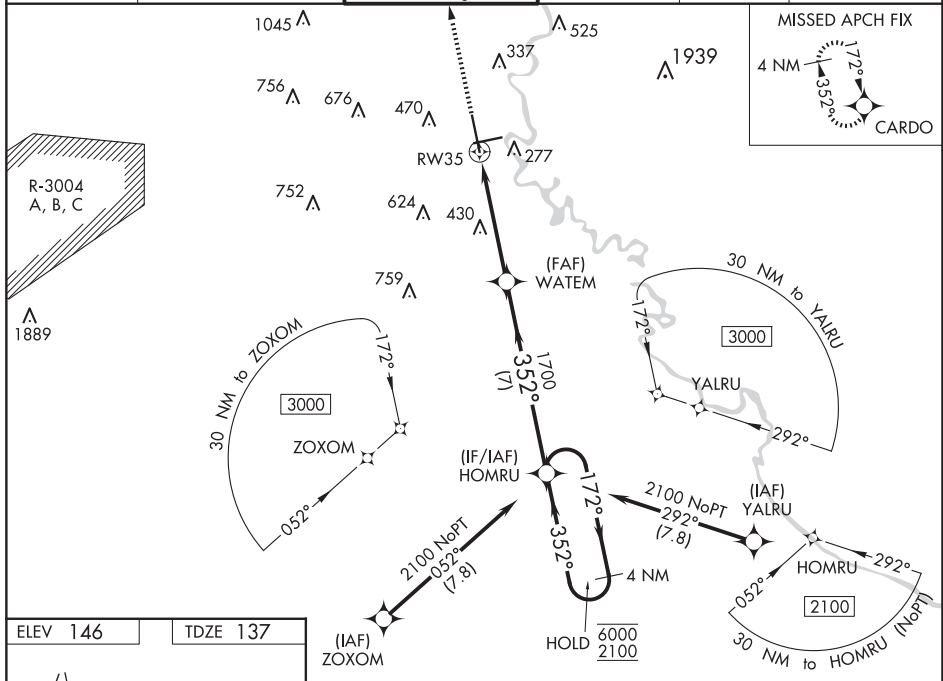 1045
525
337
1939
756
676
470
MISSED APCH FIX
4 NM
172°
352°
CARDO
RW35
277
R-3004
A, B, C
752
624
430
(FAF)
WATEM
759
1889
30 NM to ZOXOM
172°
3000
ZOXOM
052°
1700
352°
(7)
30 NM to YALRU
172°
3000
YALRU
292°
(IF/IAF)
HOMRU
172°
352°
4 NM
HOLD 6000
2100
2100 NoPT
292°
(7.8)
(IAF)
YALRU
2100 NoPT
052°
(7.8)
(IAF)
ZOXOM
HOMRU
292°
052°
2100
30 NM to HOMRU (NoPT)
ELEV 146
TDZE 137